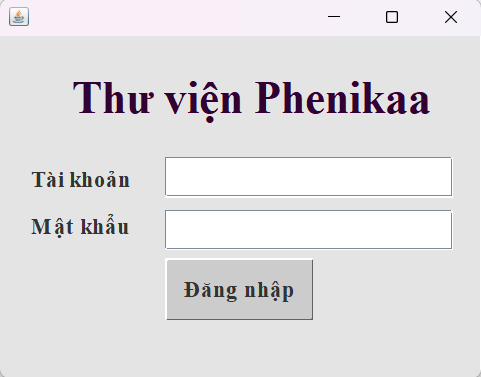 Thư viện Phenikaa
Tài khoản
Mật khẩu
Đăng nhập